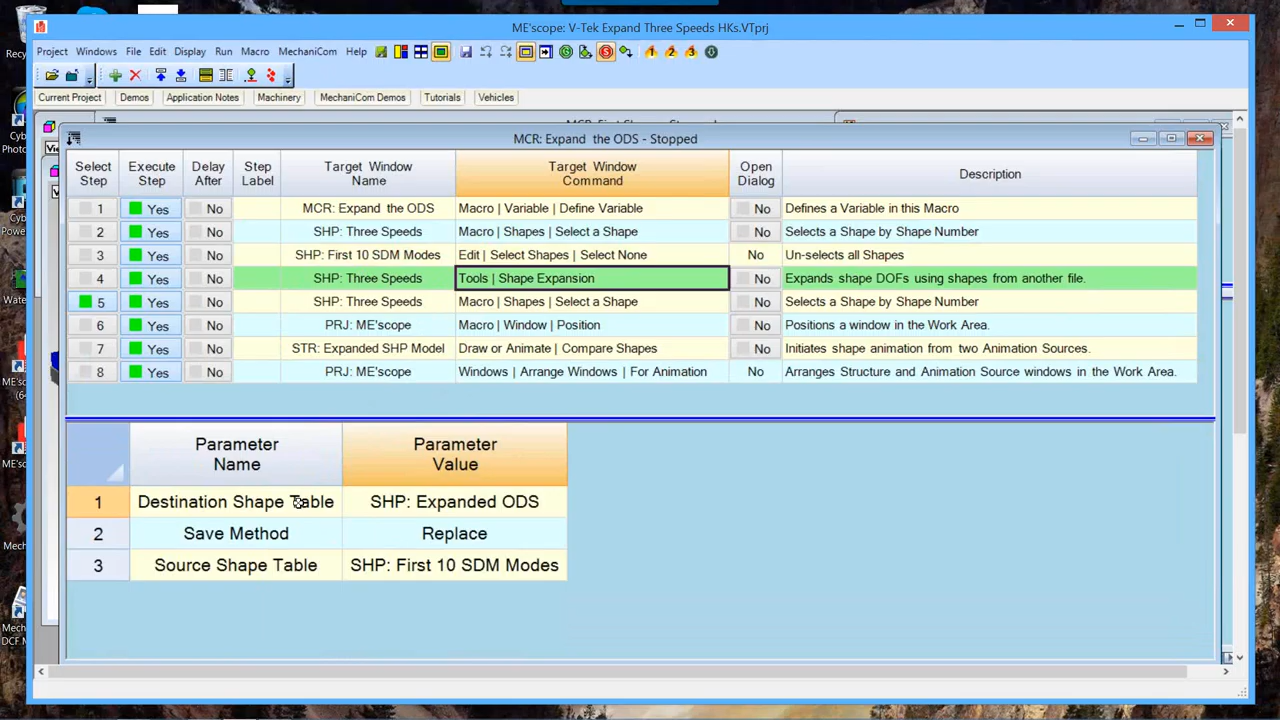 ME'scope: V-Tek Expand Three Speeds HKs.VTprj
Project Windows File Edit Display Run Macro MechaniCom Help
Current Project Demos Application Notes Machinery MechaniCom Demos Tutorials Vehicles
MCR: Expand the ODS - Stopped
Select Step Execute Step Delay After Step Label Target Window Name Target Window Command Open Dialog Description
1 Yes No MCR: Expand the ODS Macro | Variable | Define Variable No Defines a Variable in this Macro
2 Yes No SHP: Three Speeds Macro | Shapes | Select a Shape No Selects a Shape by Shape Number
3 Yes No SHP: First 10 SDM Modes Edit | Select Shapes | Select None No Un-selects all Shapes
4 Yes No SHP: Three Speeds Tools | Shape Expansion No Expands shape DOFs using shapes from another file.
5 Yes No SHP: Three Speeds Macro | Shapes | Select a Shape No Selects a Shape by Shape Number
6 Yes No PRJ: ME'scope Macro | Window | Position No Positions a window in the Work Area.
7 Yes No STR: Expanded SHP Model Draw or Animate | Compare Shapes No Initiates shape animation from two Animation Sources.
8 Yes No PRJ: ME'scope Windows | Arrange Windows | For Animation No Arranges Structure and Animation Source windows in the Work Area.
Parameter Name Parameter Value
1 Destination Shape Table SHP: Expanded ODS
2 Save Method Replace
3 Source Shape Table SHP: First 10 SDM Modes